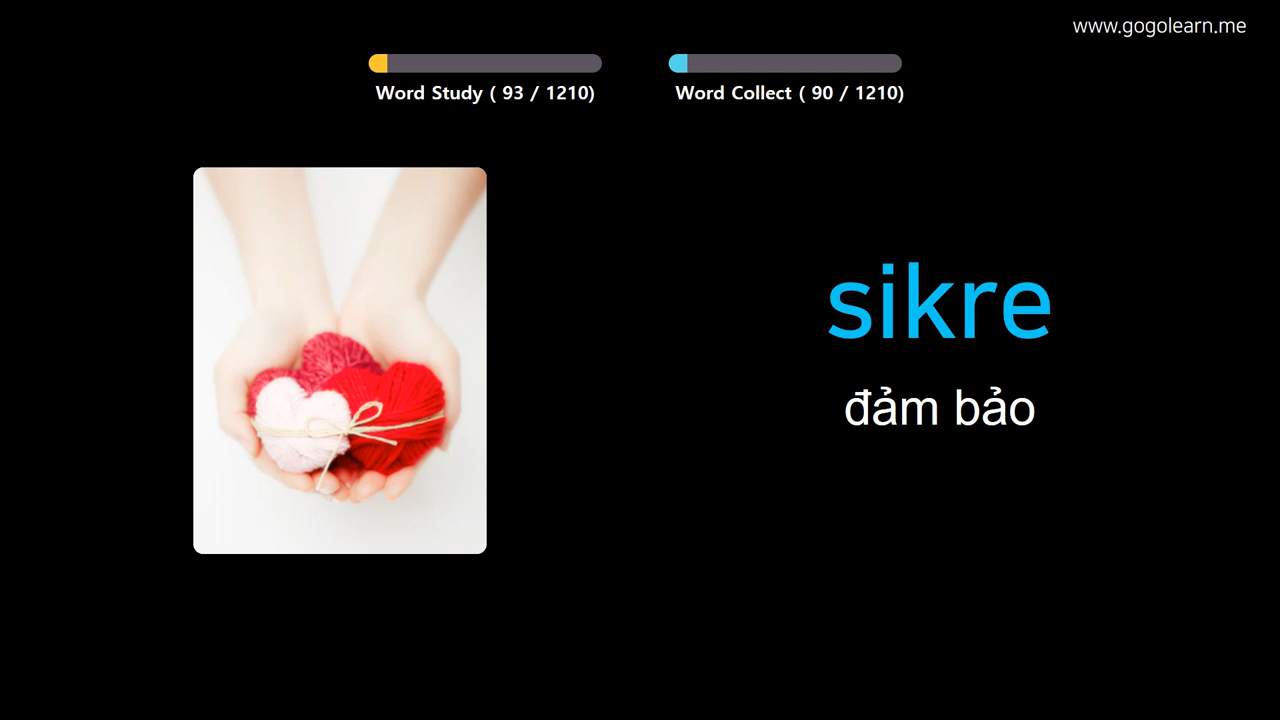 www.gogolearn.me
Word Study ( 93 / 1210)
Word Collect ( 90 / 1210)
sikre
đảm bảo